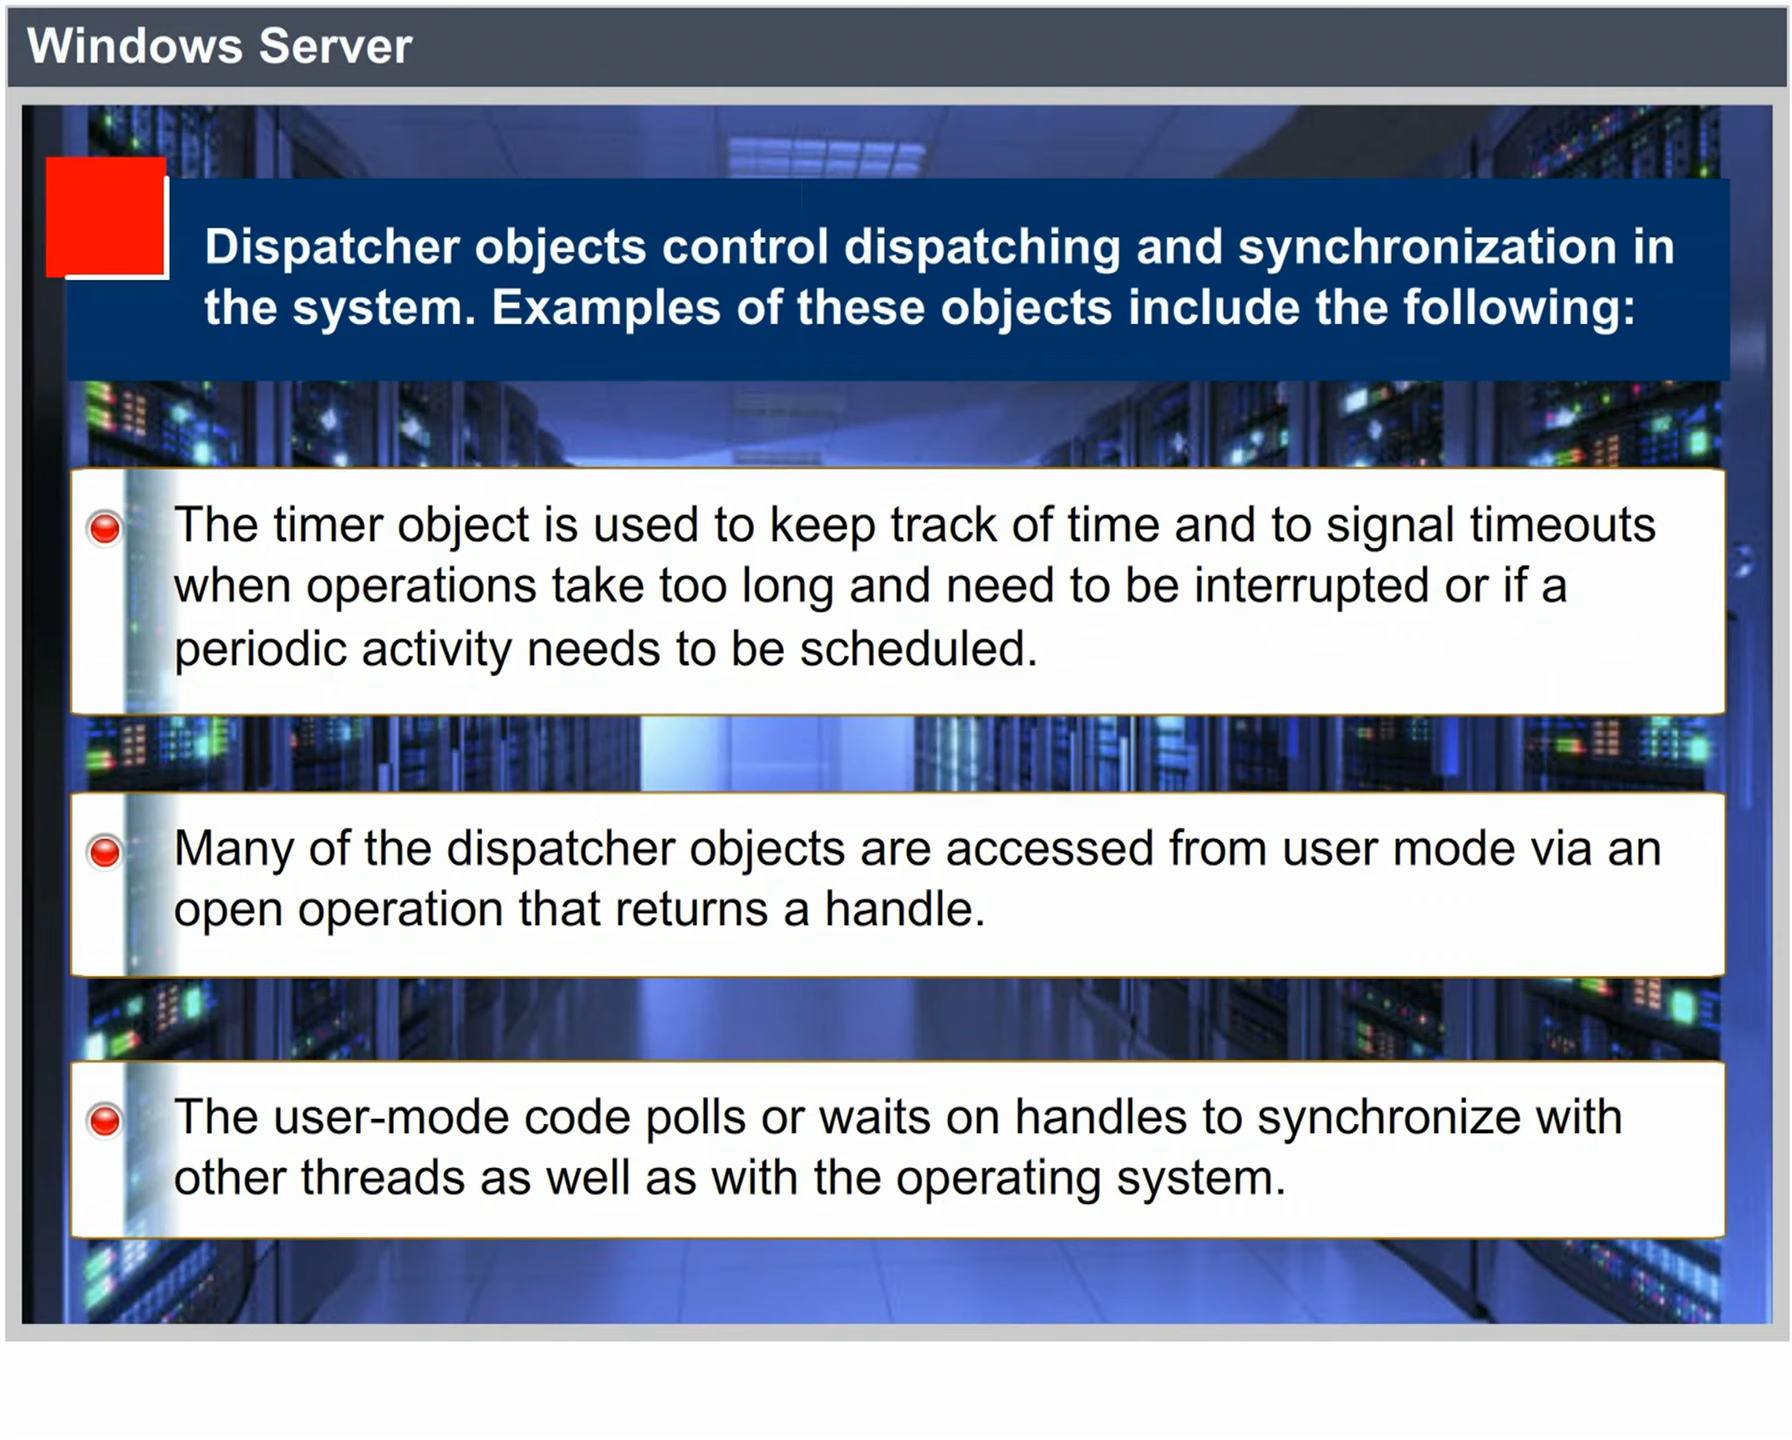 Windows Server
Dispatcher objects control dispatching and synchronization in
the system. Examples of these objects include the following:
The timer object is used to keep track of time and to signal timeouts
when operations take too long and need to be interrupted or if a
periodic activity needs to be scheduled.
Many of the dispatcher objects are accessed from user mode via an
open operation that returns a handle.
The user-mode code polls or waits on handles to synchronize with
other threads as well as with the operating system.